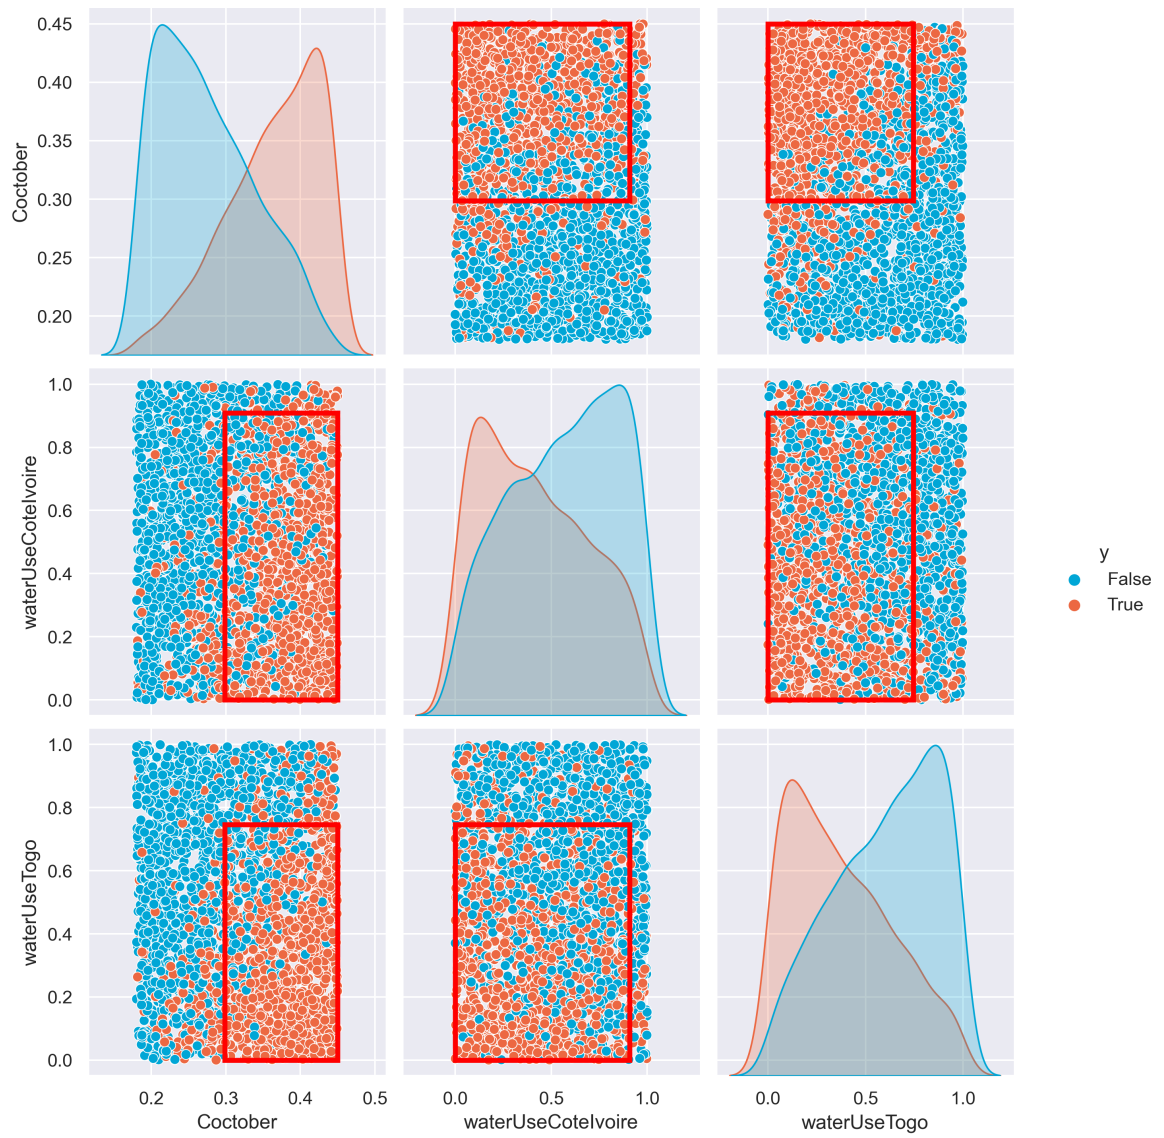 0.45
0.40
0.35
0.30
0.25
0.20
Coctober
1.0
0.8
0.6
0.4
0.2
0.0
waterUseCoteIvoire
y
False
True
1.0
0.8
0.6
0.4
0.2
0.0
waterUseTogo
0.2 0.3 0.4 0.5 0.0 0.5 1.0 0.0 0.5 1.0
Coctober waterUseCoteIvoire waterUseTogo